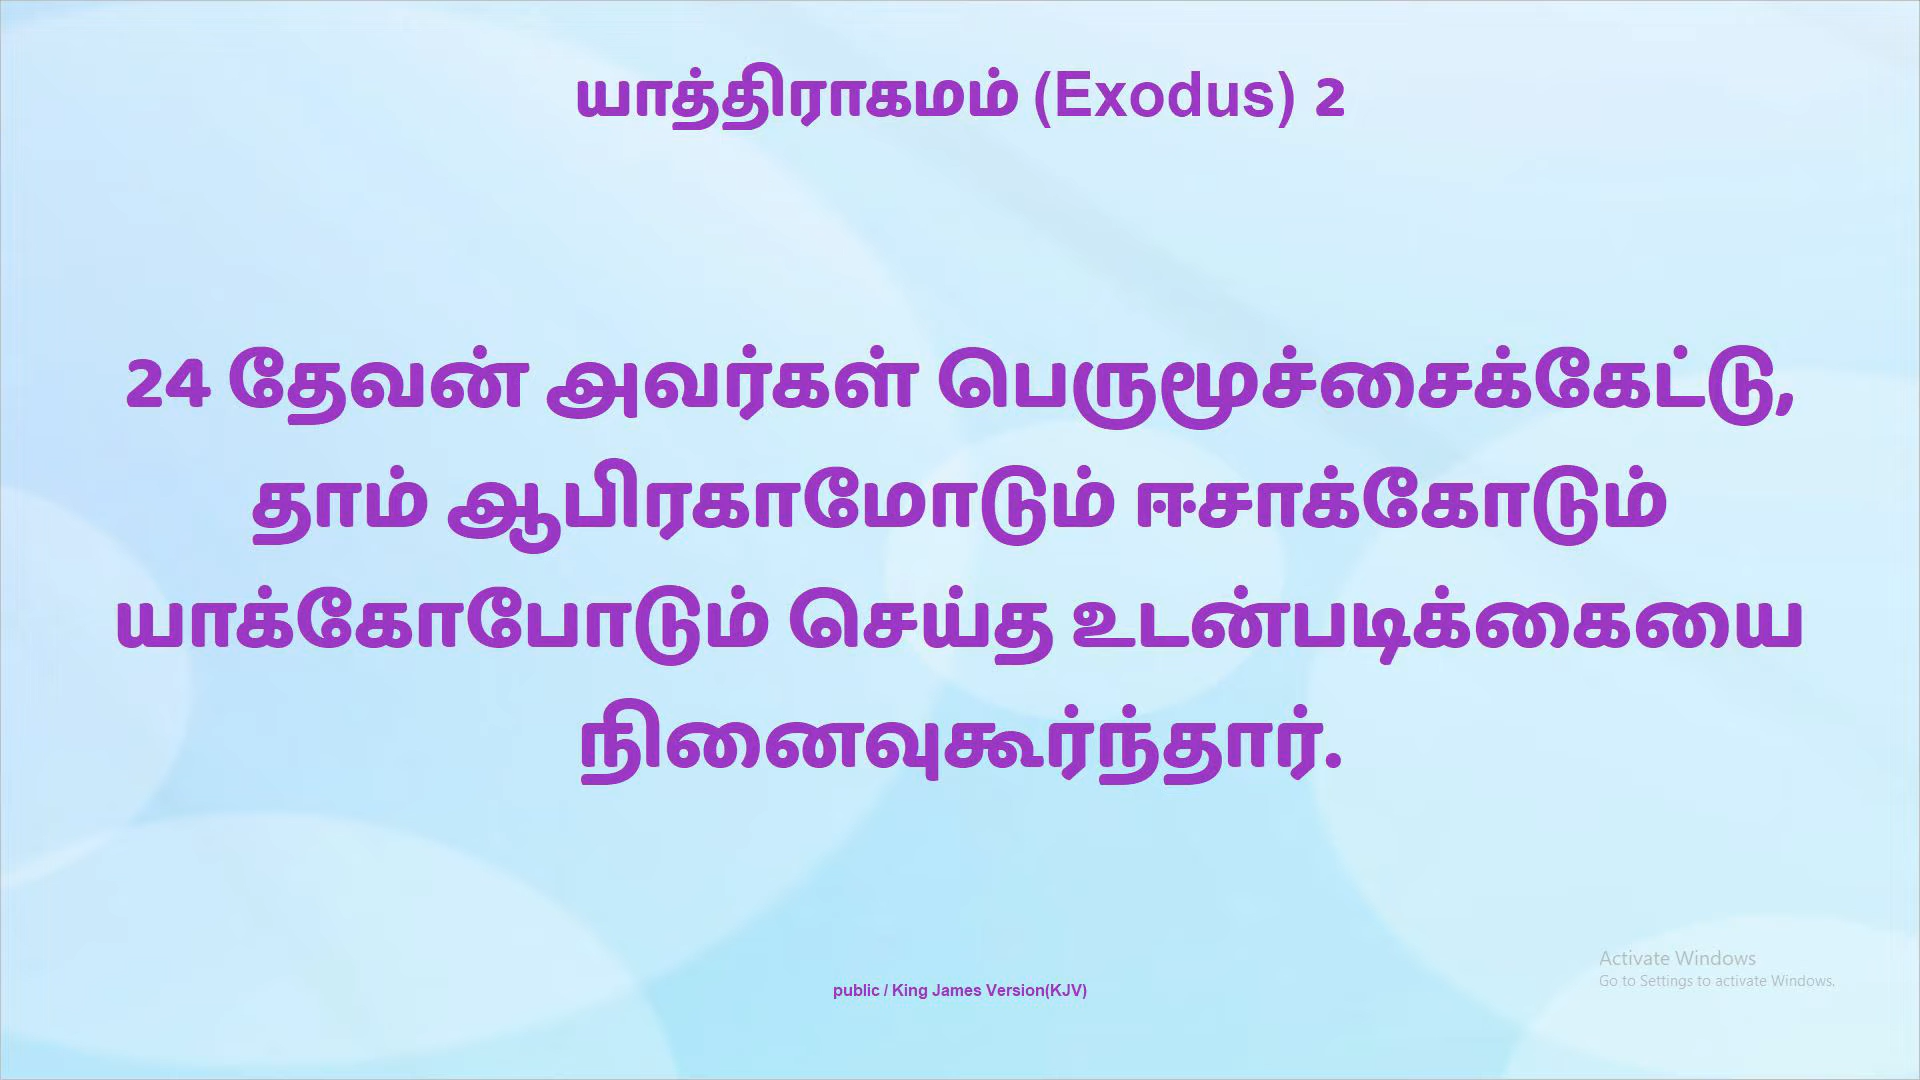 யாத்திராகமம் (Exodus) 2
24 தேவன் அவர்கள் பெருமூச்சைக்கேட்டு,
தாம் ஆபிரகாமோடும் ஈசாக்கோடும்
யாக்கோபோடும் செய்த உடன்படிக்கையை
நினைவுகூர்ந்தார்.
Activate Windows
Go to Settings to activate Windows.
public / King James Version(KJV)